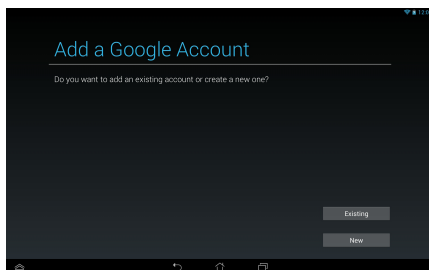 Add a Google Account
Do you want to add an existing account or create a new one?
Existing
New